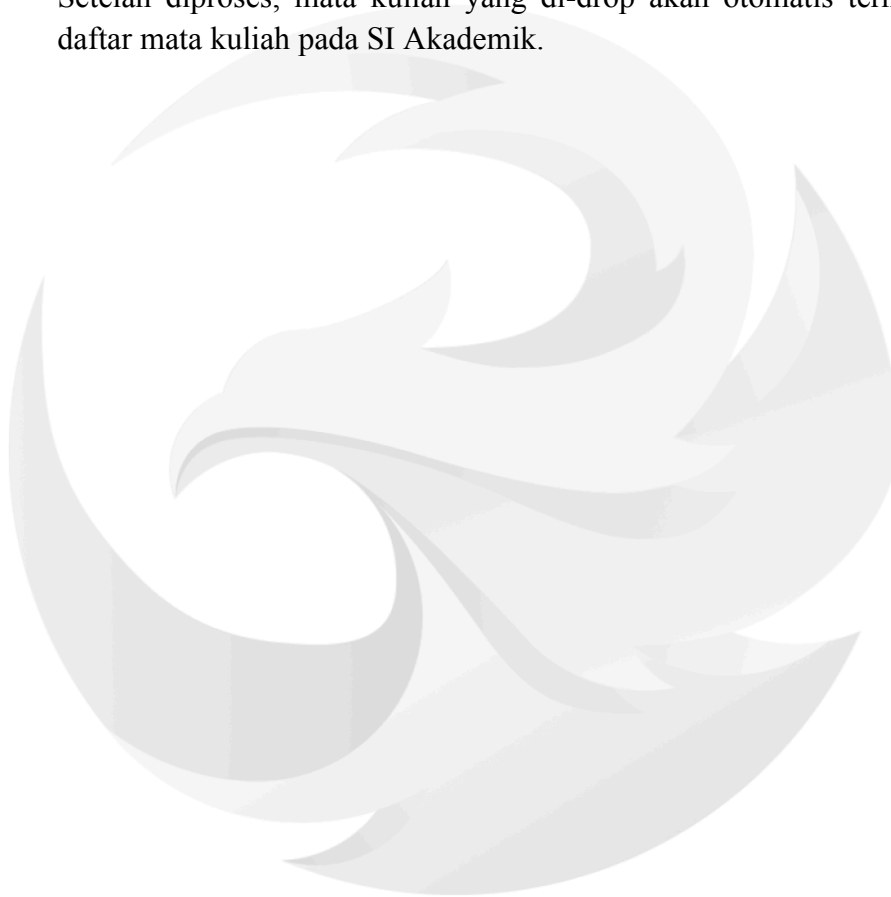 Setelah diproses, mata kuliah yang di-drop akan otomatis
daftar mata kuliah pada SI Akademik.